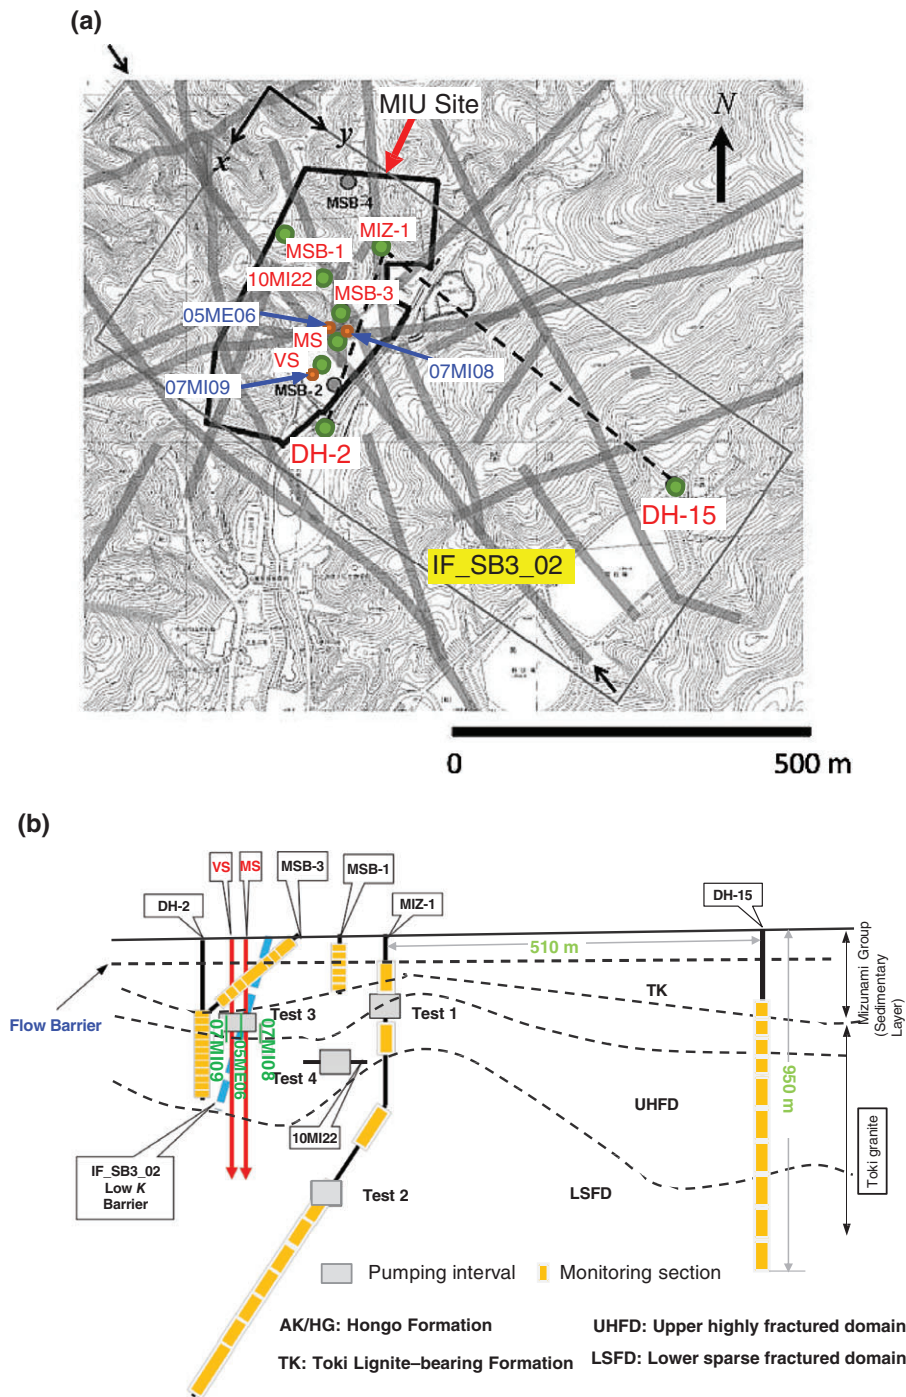 (a)
MIU Site
N
x
y
MSB-4
MIZ-1
MSB-1
10MI22
MSB-3
05ME06
MS
VS
07MI08
07MI09
MSB-2
DH-2
DH-15
IF_SB3_02
0
500 m
(b)
VS
MS
MSB-3
MSB-1
DH-2
MIZ-1
DH-15
510 m
Flow Barrier
TK
Mizunami Group
(Sedimentary
Layer)
Test 3
Test 1
07MI09
05ME06
07MI08
Test 4
950 m
UHFD
10MI22
Toki granite
IF_SB3_02
Low K
Barrier
Test 2
LSFD
Pumping interval
Monitoring section
AK/HG: Hongo Formation
UHFD: Upper highly fractured domain
TK: Toki Lignite–bearing Formation
LSFD: Lower sparse fractured domain